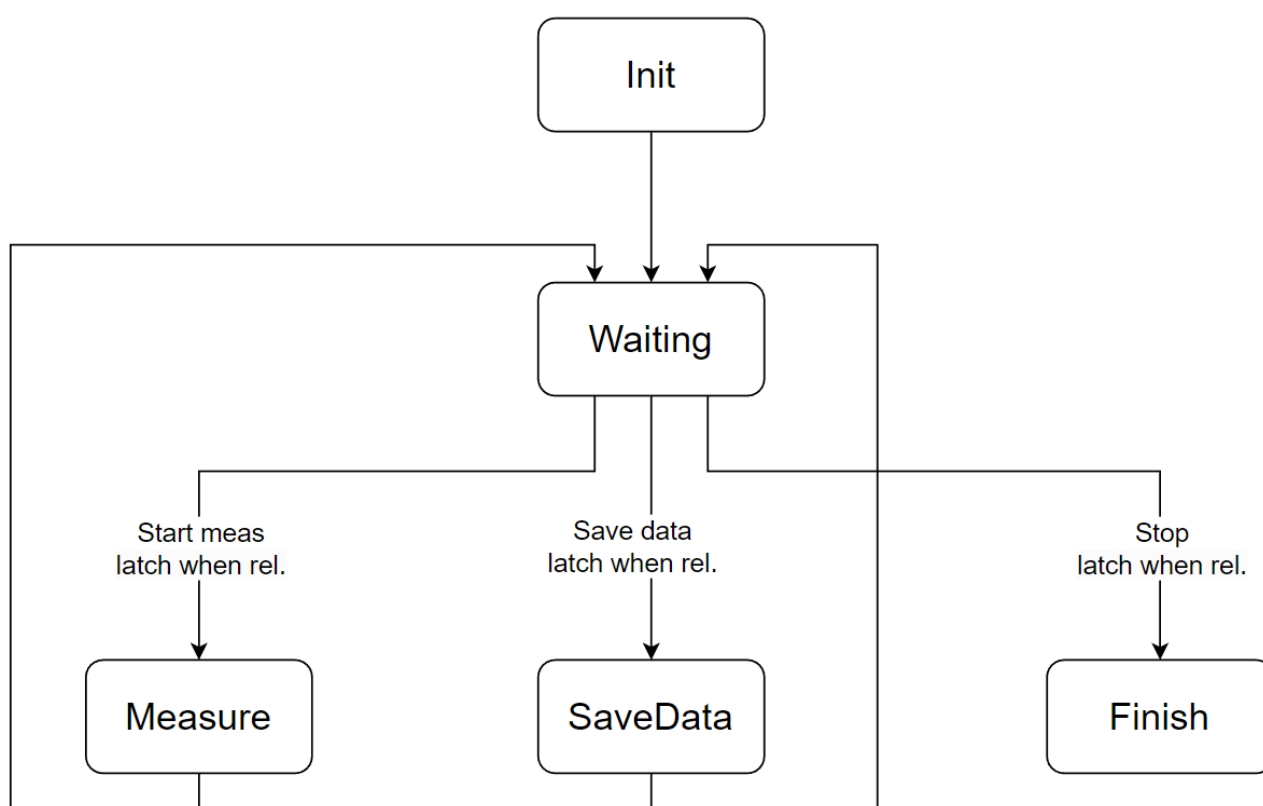 Init
Waiting
Start meas
latch when rel.
Save data
latch when rel.
Stop
latch when rel.
Measure
SaveData
Finish